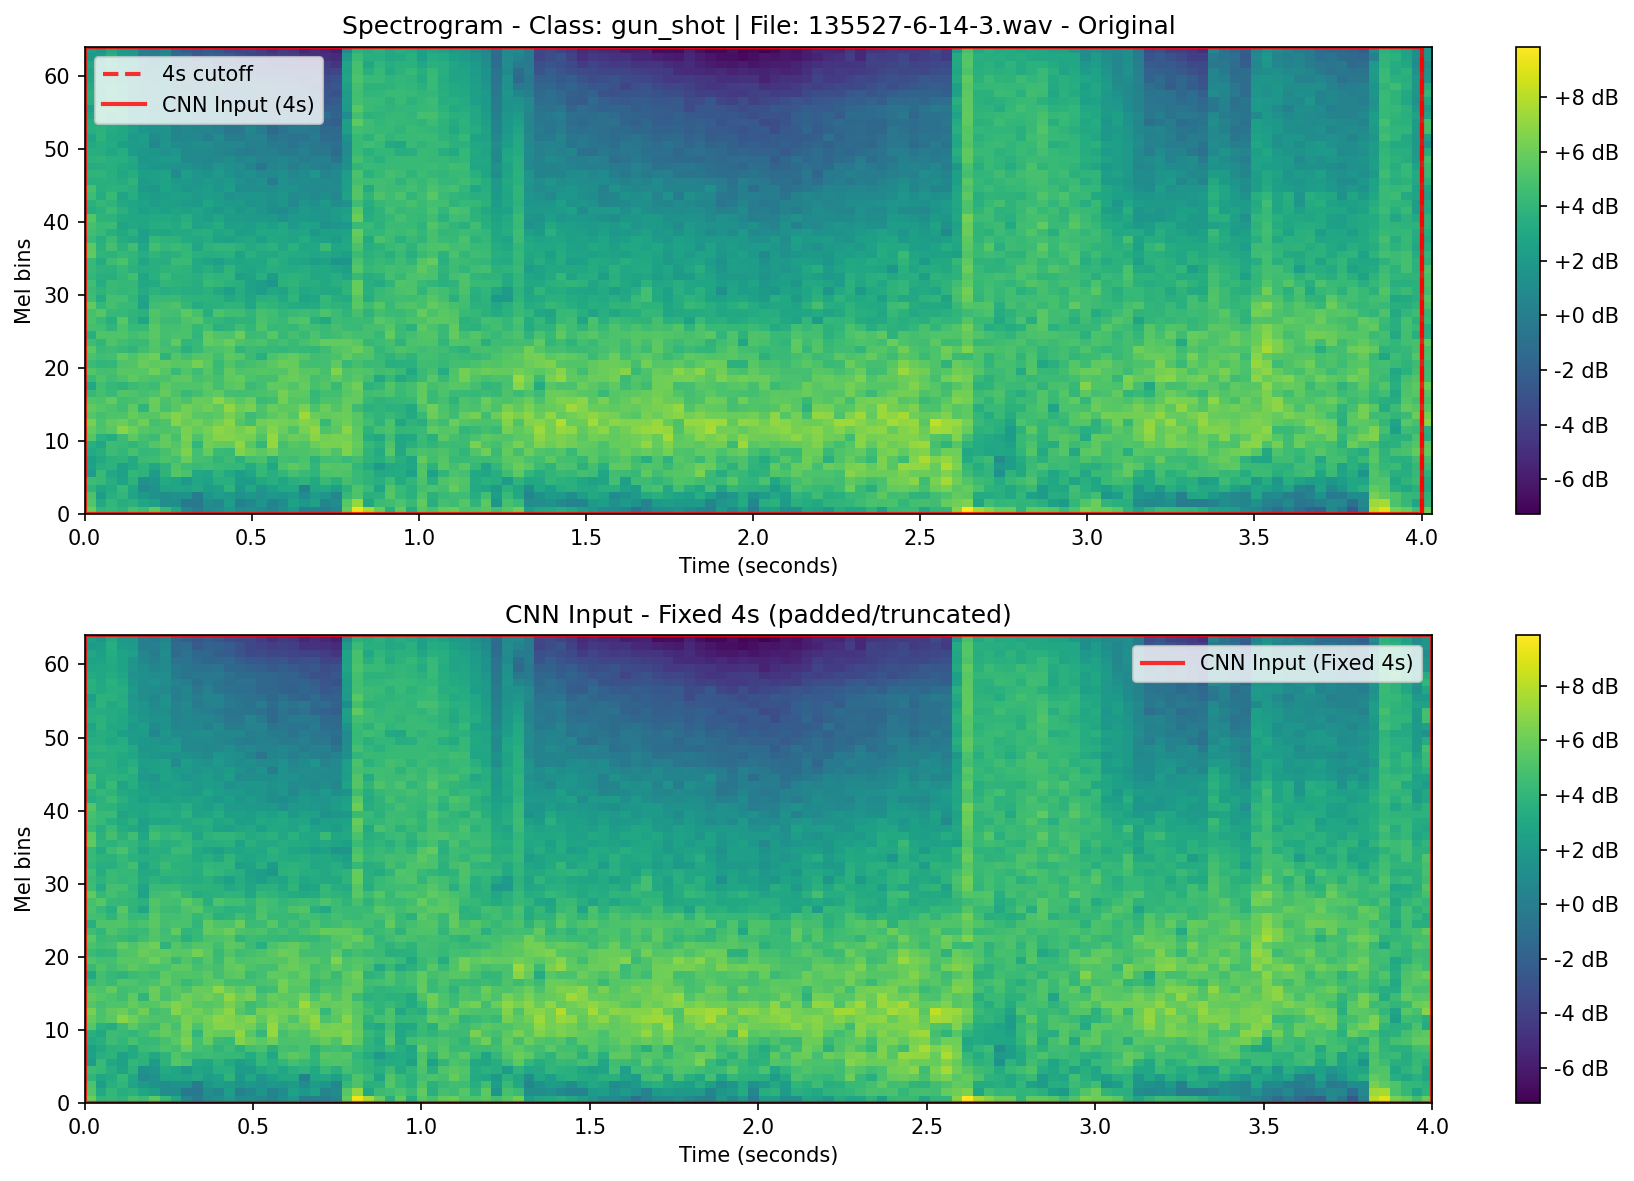 Spectrogram - Class: gun_shot | File: 135527-6-14-3.wav - Original
4s cutoff
CNN Input (4s)
Mel bins
60
50
40
30
20
10
0
0.0 0.5 1.0 1.5 2.0 2.5 3.0 3.5 4.0
Time (seconds)
+8 dB
+6 dB
+4 dB
+2 dB
+0 dB
-2 dB
-4 dB
-6 dB
CNN Input - Fixed 4s (padded/truncated)
CNN Input (Fixed 4s)
Mel bins
60
50
40
30
20
10
0
0.0 0.5 1.0 1.5 2.0 2.5 3.0 3.5 4.0
Time (seconds)
+8 dB
+6 dB
+4 dB
+2 dB
+0 dB
-2 dB
-4 dB
-6 dB